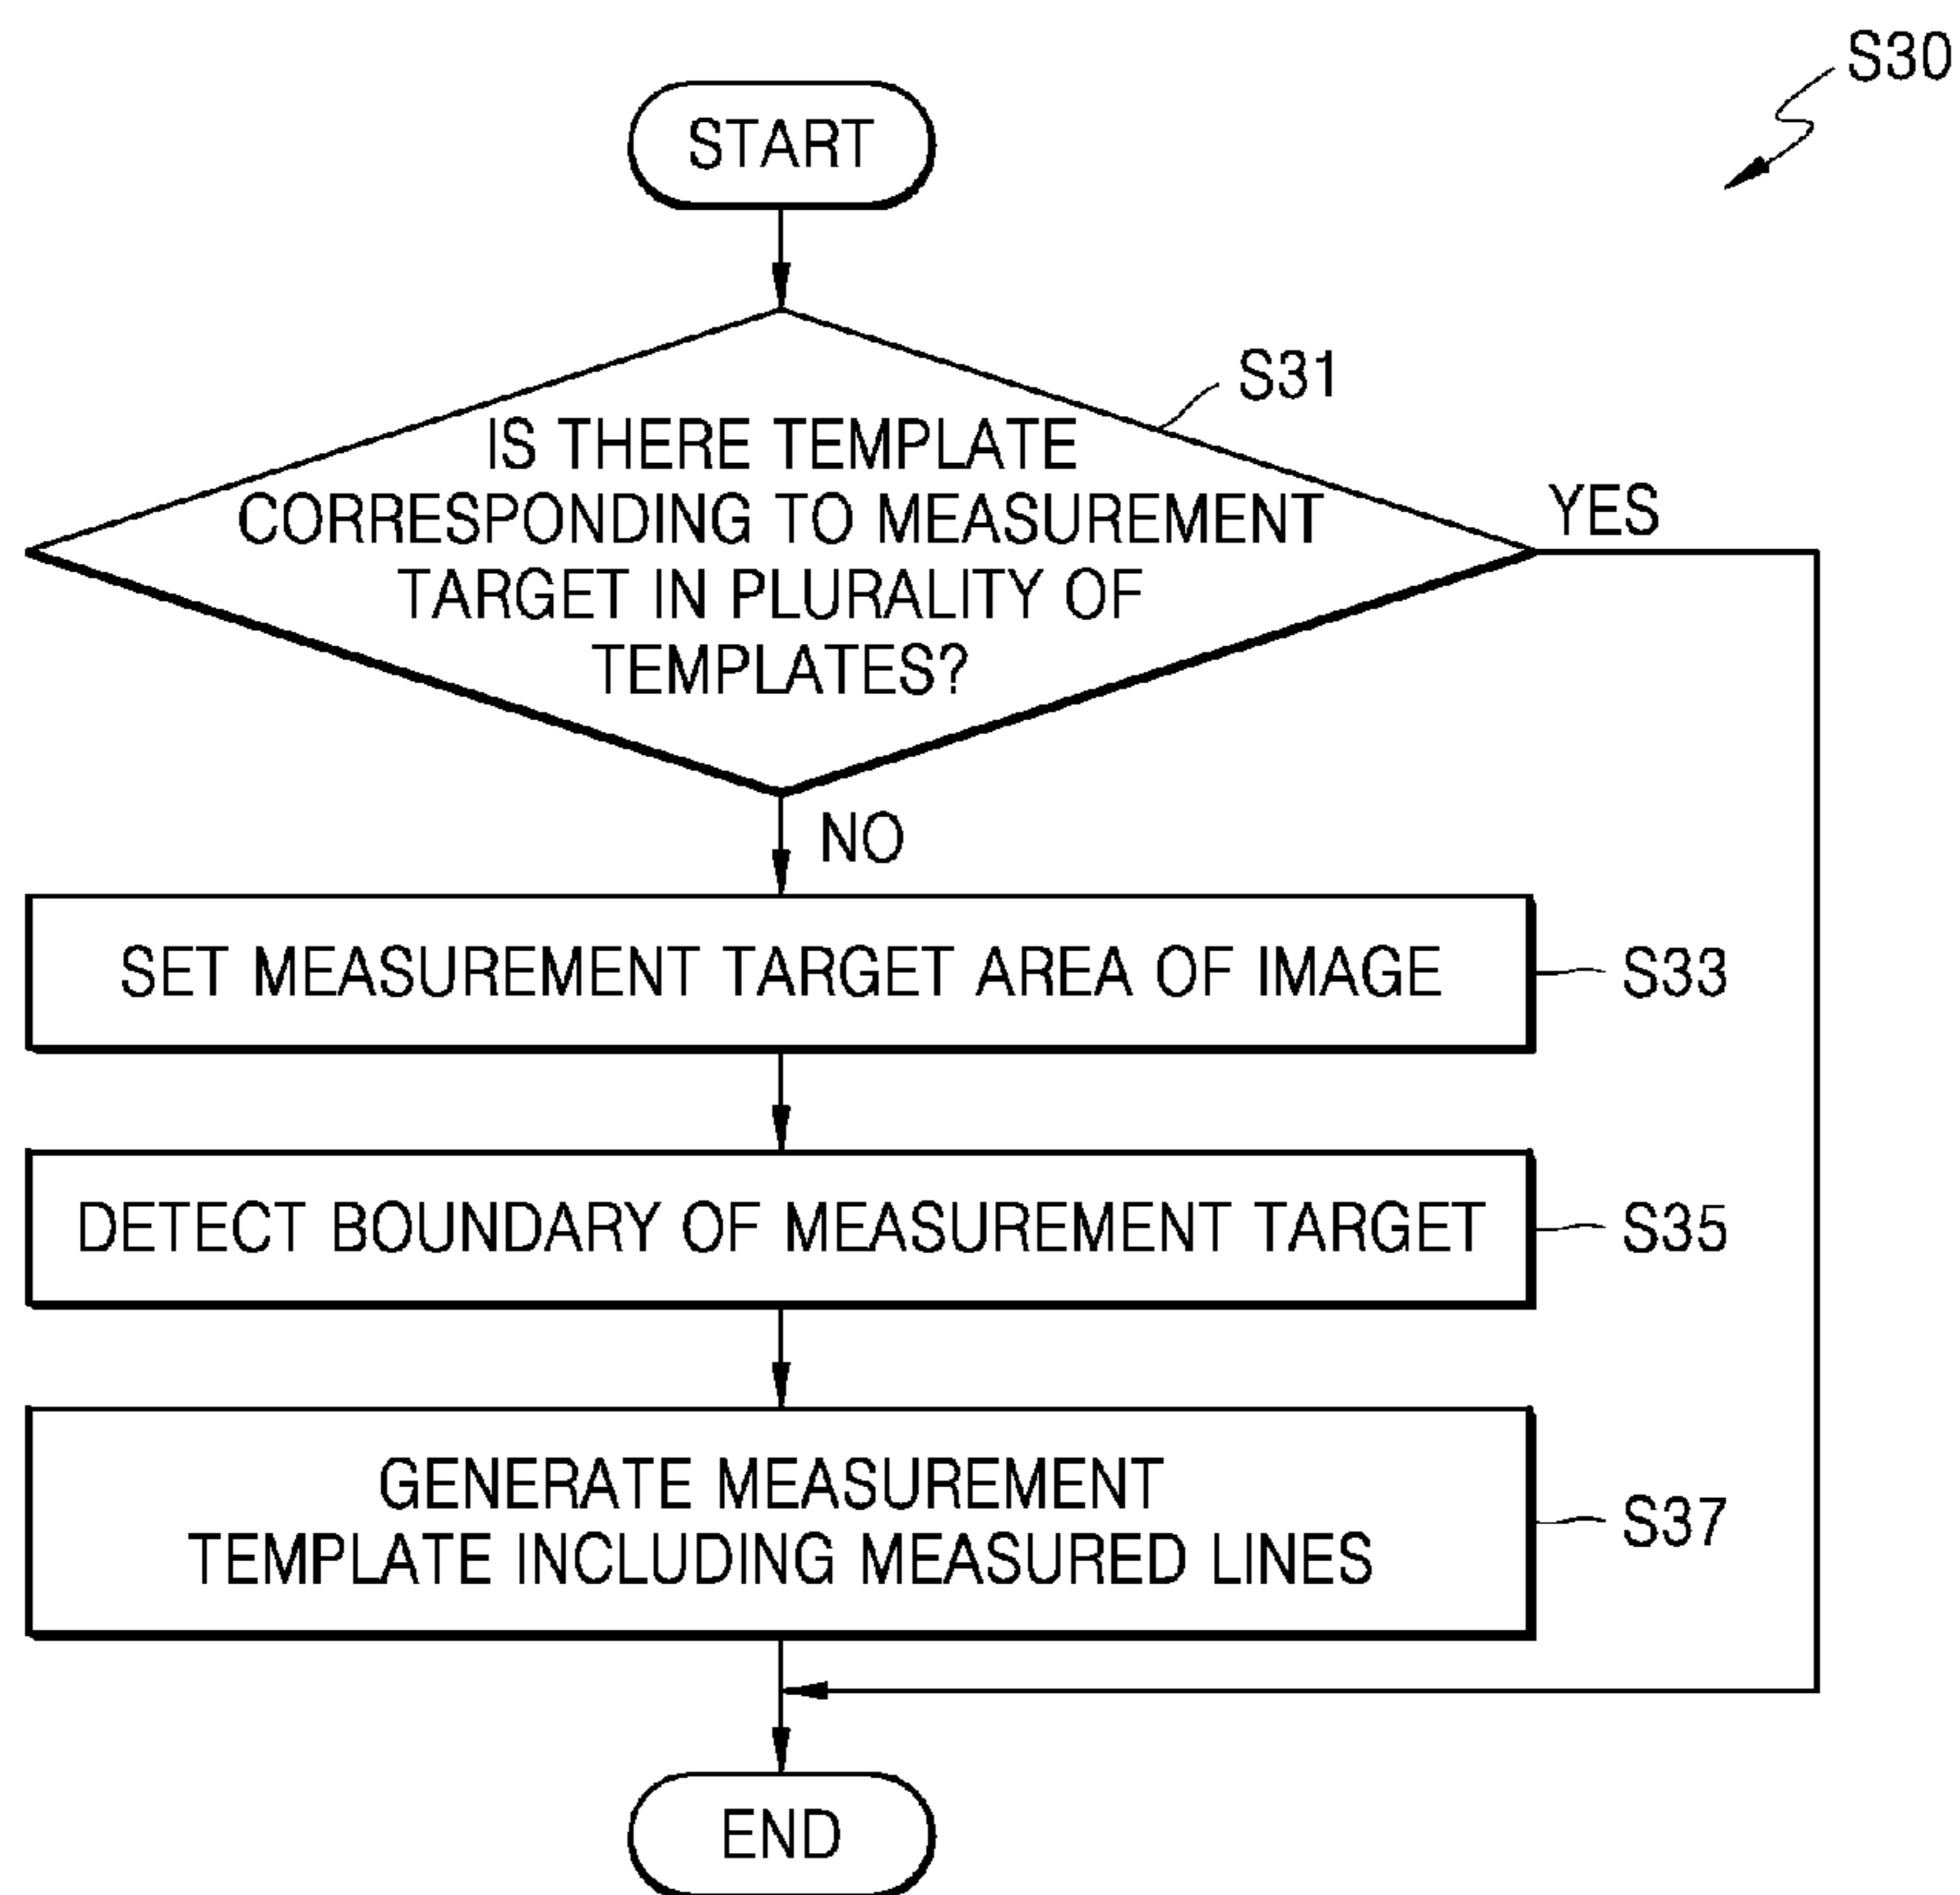 S30
START
S31
IS THERE TEMPLATE
CORRESPONDING TO MEASUREMENT
TARGET IN PLURALITY OF
TEMPLATES?
YES
NO
SET MEASUREMENT TARGET AREA OF IMAGE
S33
DETECT BOUNDARY OF MEASUREMENT TARGET
S35
GENERATE MEASUREMENT
TEMPLATE INCLUDING MEASURED LINES
S37
END